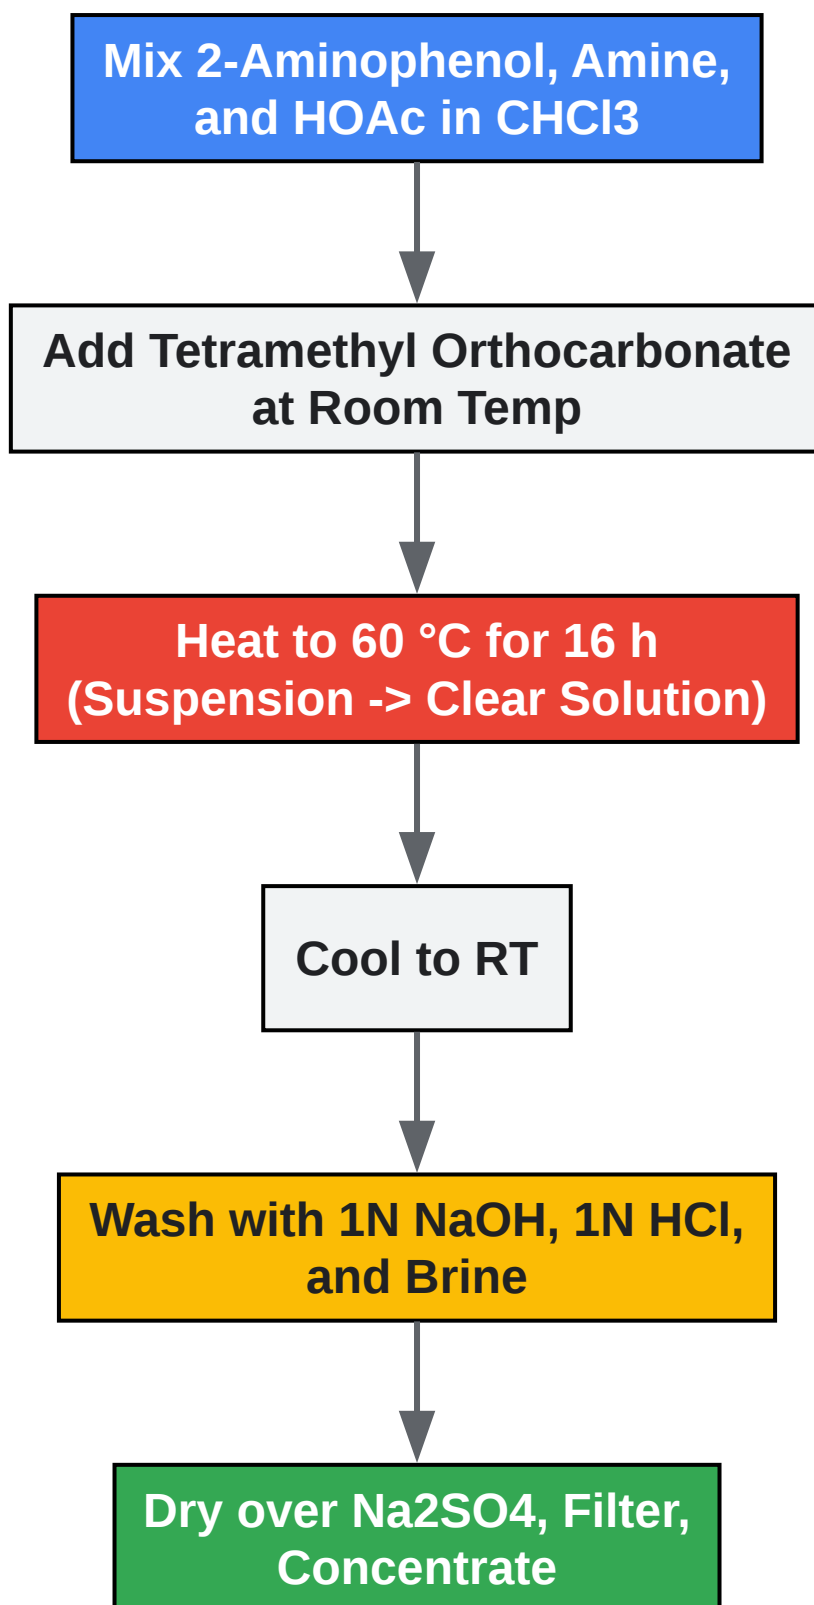 Mix 2-Aminophenol, Amine,
and HOAc in CHCl3
Add Tetramethyl Orthocarbonate
at Room Temp
Heat to 60 °C for 16 h
(Suspension -> Clear Solution)
Cool to RT
Wash with 1N NaOH, 1N HCl,
and Brine
Dry over Na2SO4, Filter,
Concentrate